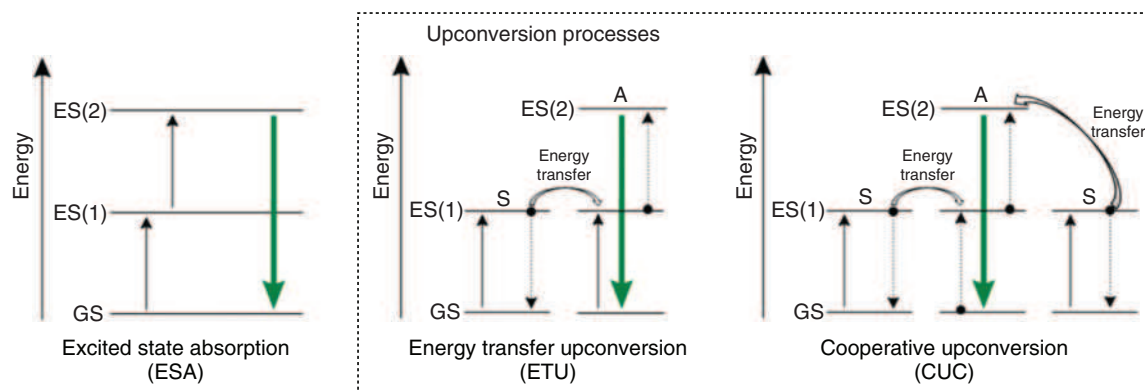 Upconversion processes
Energy
ES(2)
ES(1)
GS
Excited state absorption
(ESA)
Energy
ES(2)
A
Energy
transfer
ES(1)
S
GS
Energy transfer upconversion
(ETU)
Energy
ES(2)
A
Energy
transfer
Energy
transfer
ES(1)
S
S
GS
Cooperative upconversion
(CUC)